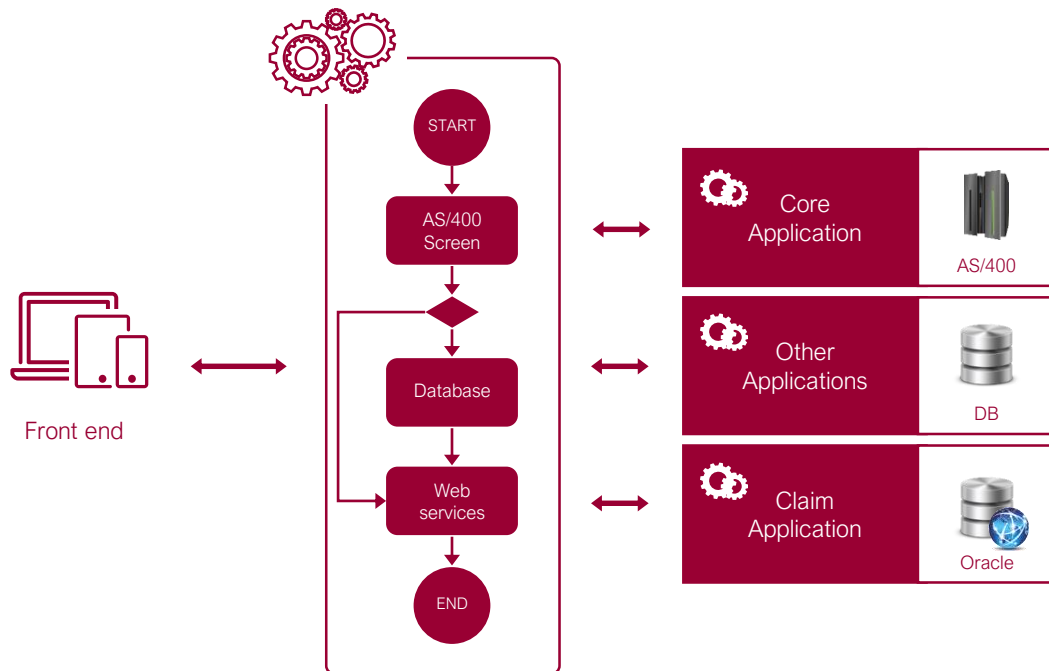 START
AS/400
Screen
Database
Web
services
END
Front end
Core
Application
AS/400
Other
Applications
DB
Claim
Application
Oracle